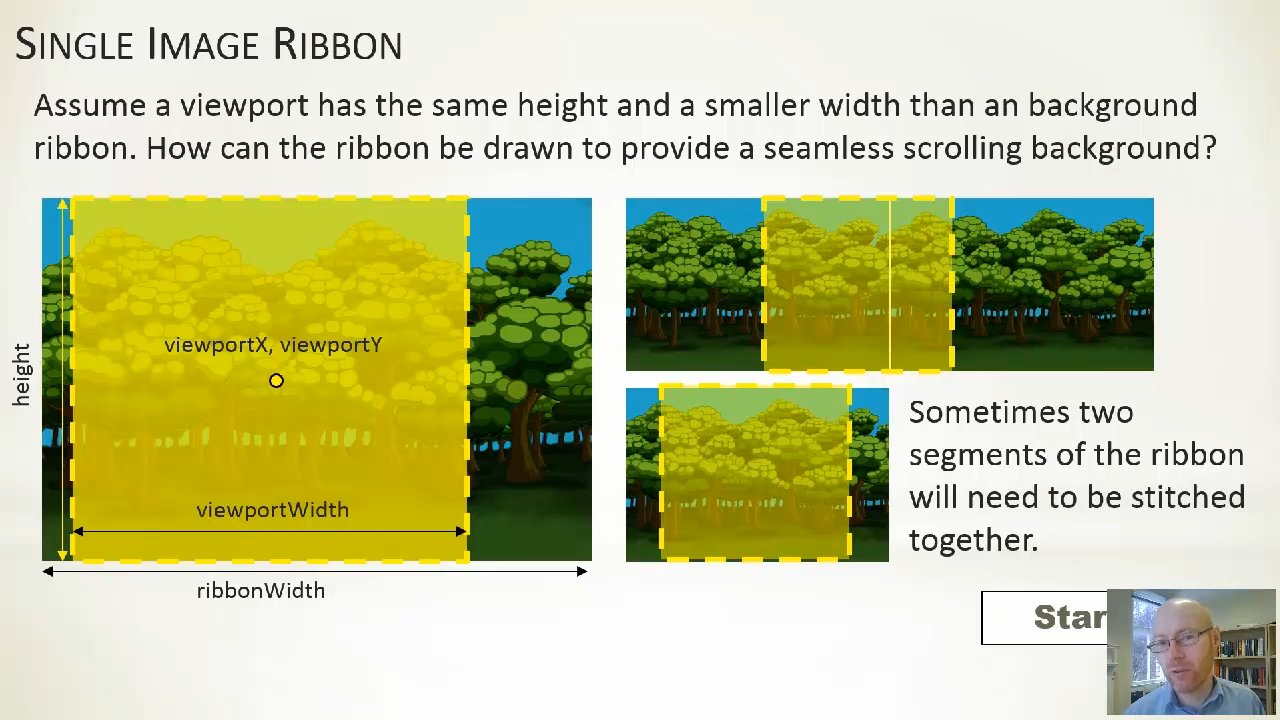 SINGLE IMAGE RIBBON
Assume a viewport has the same height and a smaller width than an background
ribbon. How can the ribbon be drawn to provide a seamless scrolling background?
viewportX, viewportY
height
viewportWidth
ribbonWidth
Sometimes two
segments of the ribbon
will need to be stitched
together.